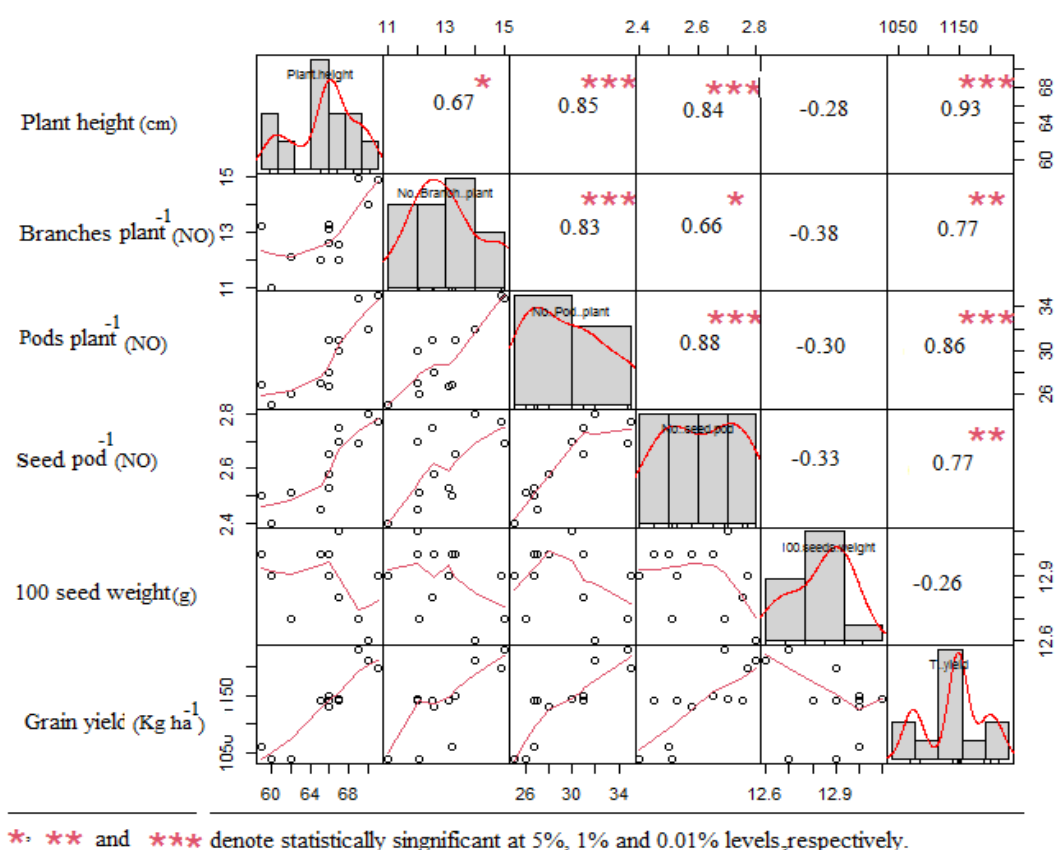 11 13 15 2.4 2.6 2.8 1050 1150
Plant.height
Plant height (cm) 0.67* 0.85*** 0.84*** -0.28 0.93*** 60 64 68
11 13 15
No..Branch..plant
Branches plant-1 (NO) 0.83*** 0.66* -0.38 0.77**
No..Pod..plant
Pods plant-1 (NO) 0.88*** -0.30 0.86*** 26 30 34
2.4 2.6 2.8
No..seed.pod
Seed pod-1 (NO) -0.33 0.77**
100.seeds.weight
100 seed weight(g) -0.26 12.6 12.9
T..yield
Grain yield (Kg ha-1) 1050 1150
60 64 68 26 30 34 12.6 12.9
*, ** and *** denote statistically singnificant at 5%, 1% and 0.01% levels,respectively.